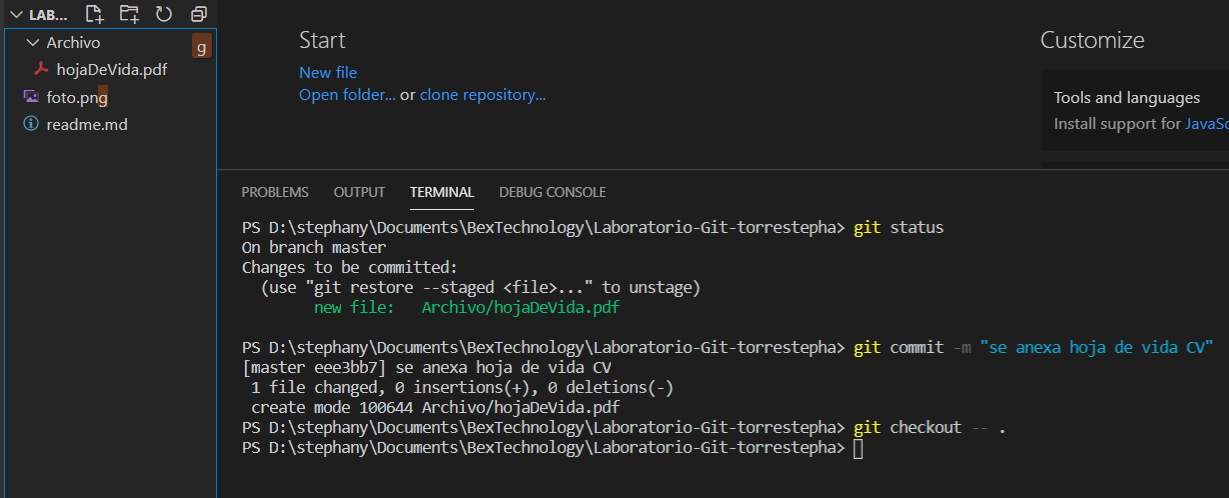 LAB...
Archivo
g
hojaDeVida.pdf
foto.png
readme.md
Start
New file
Open folder... or clone repository...
Customize
Tools and languages
Install support for JavaSc
PROBLEMS OUTPUT TERMINAL DEBUG CONSOLE
PS D:\stephany\Documents\BexTechnology\Laboratorio-Git-torrestepha> git status
On branch master
Changes to be committed:
(use "git restore --staged <file>..." to unstage)
new file: Archivo/hojaDeVida.pdf
PS D:\stephany\Documents\BexTechnology\Laboratorio-Git-torrestepha> git commit -m "se anexa hoja de vida CV"
[master eee3bb7] se anexa hoja de vida CV
1 file changed, 0 insertions(+), 0 deletions(-)
create mode 100644 Archivo/hojaDeVida.pdf
PS D:\stephany\Documents\BexTechnology\Laboratorio-Git-torrestepha> git checkout -- .
PS D:\stephany\Documents\BexTechnology\Laboratorio-Git-torrestepha>